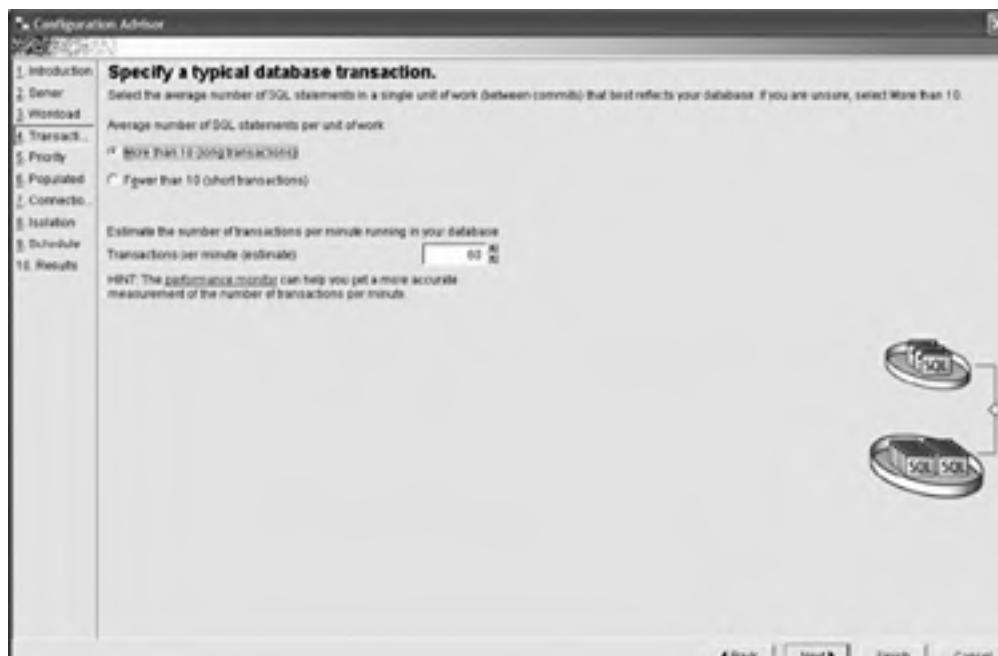 Configuration Advisor
1. Introduction
2. Server
3. Workload
4. Transacti...
5. Priority
6. Populated
7. Connectio...
8. Isolation
9. Schedule
10. Results
Specify a typical database transaction.
Select the average number of SQL statements in a single unit of work (between commits) that best reflects your database. If you are unsure, select More than 10.
Average number of SQL statements per unit of work
More than 10 (long transactions)
Fewer than 10 (short transactions)
Estimate the number of transactions per minute running in your database
Transactions per minute (estimate)
60
HINT: The performance monitor can help you get a more accurate
measurement of the number of transactions per minute.
SQL
SQL SQL
Back Next Finish Cancel